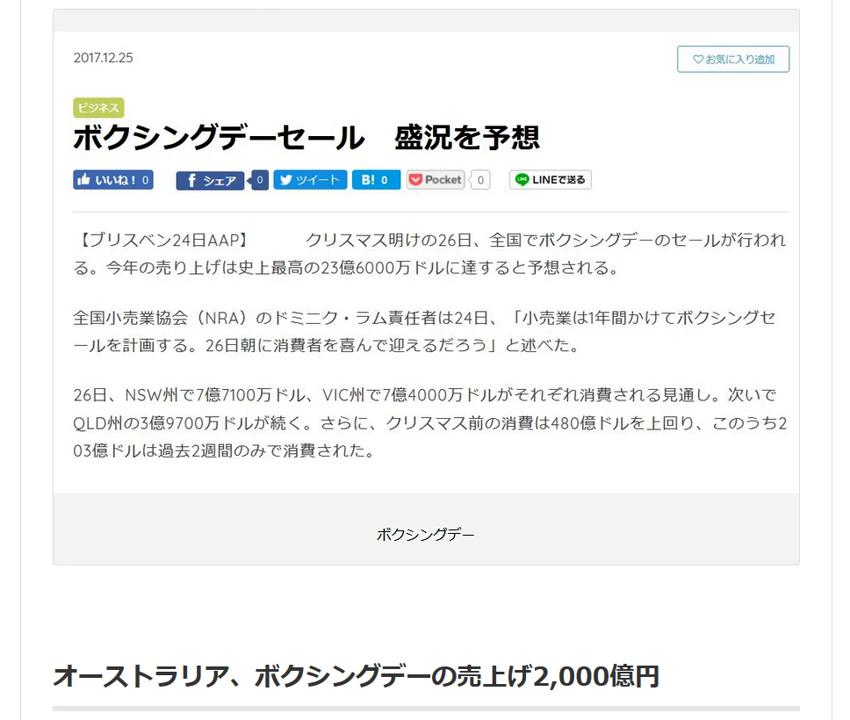 2017.12.25
♡お気に入り追加
ビジネス
ボクシングデーセール　盛況を予想
いいね！ 0
シェア 0
ツイート
B! 0
Pocket 0
LINEで送る
【ブリスベン24日AAP】　　　クリスマス明けの26日、全国でボクシングデーのセールが行われ
る。今年の売り上げは史上最高の23億6000万ドルに達すると予想される。
全国小売業協会（NRA）のドミニク・ラム責任者は24日、「小売業は1年間かけてボクシングセ
ールを計画する。26日朝に消費者を喜んで迎えるだろう」と述べた。
26日、NSW州で7億7100万ドル、VIC州で7億4000万ドルがそれぞれ消費される見通し。次いで
QLD州の3億9700万ドルが続く。さらに、クリスマス前の消費は480億ドルを上回り、このうち2
03億ドルは過去2週間のみで消費された。
ボクシングデー
オーストラリア、ボクシングデーの売上げ2,000億円